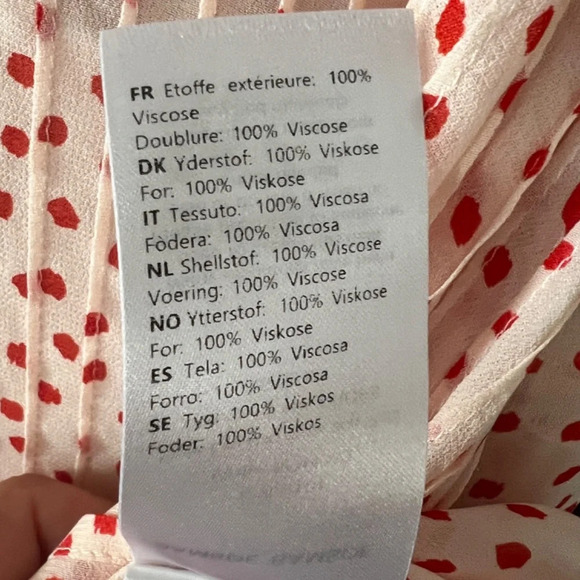 FR Etoffe extérieure: 100%
Viscose
Doublure: 100% Viscose
DK Yderstof: 100% Viskose
For: 100% Viskose
IT Tessuto: 100% Viscosa
Fòdera: 100% Viscosa
NL Shellstof: 100% Viscose
Voering: 100% Viscose
NO Ytterstof: 100% Viskose
For: 100% Viskose
ES Tela: 100% Viscosa
Forro: 100% Viscosa
SE Tyg: 100% Viskos
Foder: 100% Viskos